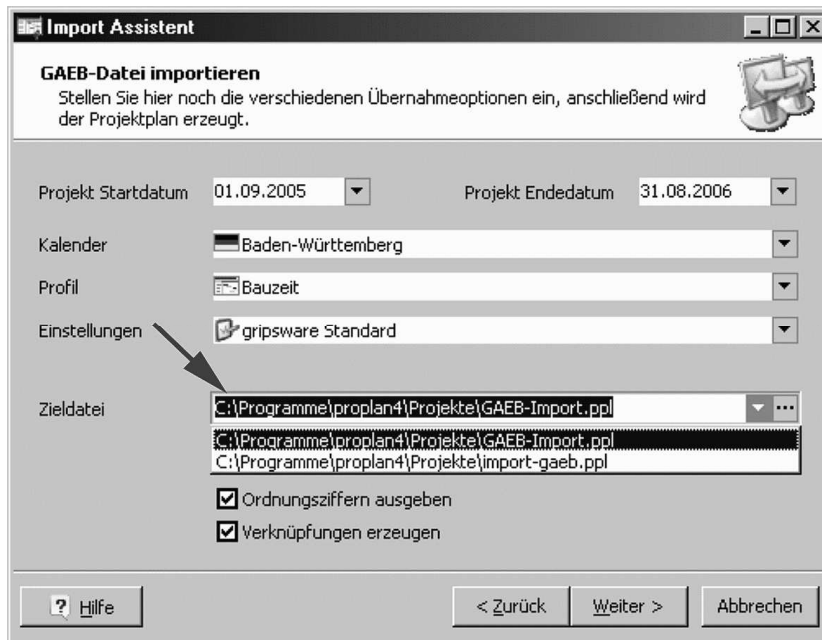 Import Assistent
GAEB-Datei importieren
Stellen Sie hier noch die verschiedenen Übernahmeoptionen ein, anschließend wird
der Projektplan erzeugt.
Projekt Startdatum 01.09.2005 Projekt Endedatum 31.08.2006
Kalender Baden-Württemberg
Profil Bauzeit
Einstellungen gripsware Standard
Zieldatei C:\Programme\proplan4\Projekte\GAEB-Import.ppl
C:\Programme\proplan4\Projekte\GAEB-Import.ppl
C:\Programme\proplan4\Projekte\import-gaeb.ppl
Ordnungsziffern ausgeben
Verknüpfungen erzeugen
? Hilfe < Zurück Weiter > Abbrechen